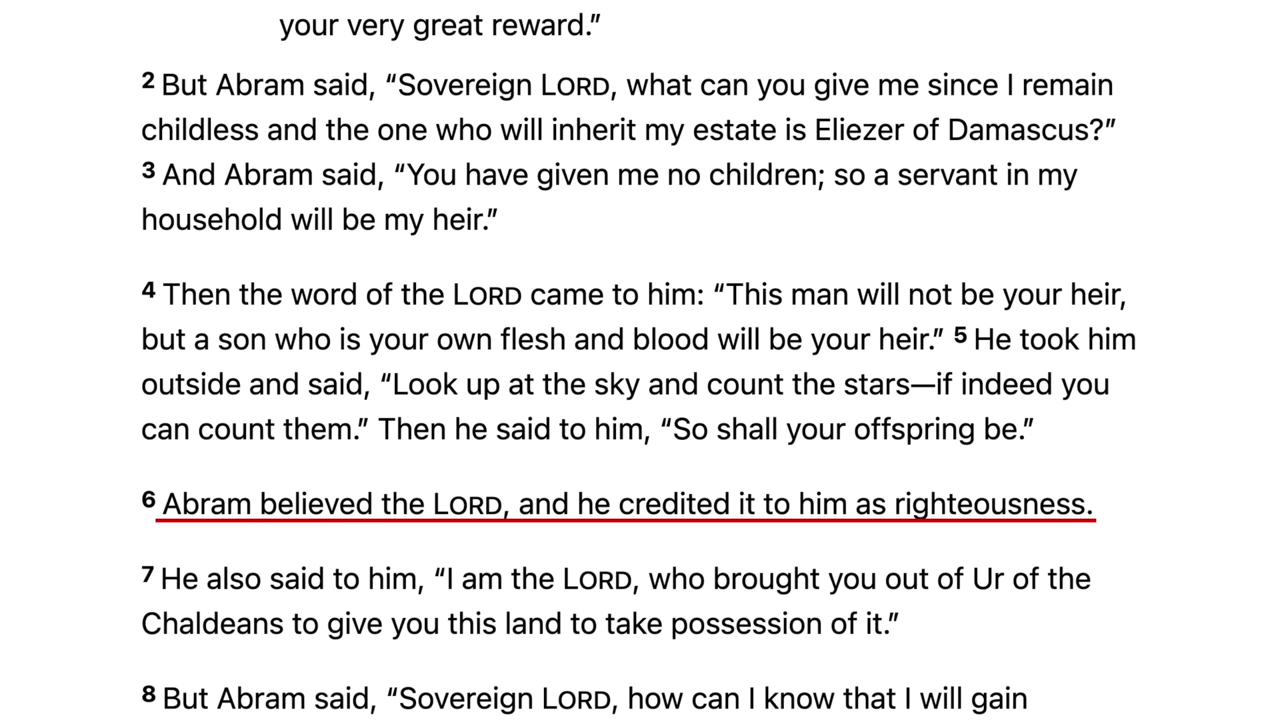 your very great reward.”
2 But Abram said, “Sovereign LORD, what can you give me since I remain
childless and the one who will inherit my estate is Eliezer of Damascus?”
3 And Abram said, “You have given me no children; so a servant in my
household will be my heir.”
4 Then the word of the LORD came to him: “This man will not be your heir,
but a son who is your own flesh and blood will be your heir.” 5 He took him
outside and said, “Look up at the sky and count the stars—if indeed you
can count them.” Then he said to him, “So shall your offspring be.”
6 Abram believed the LORD, and he credited it to him as righteousness.
7 He also said to him, “I am the LORD, who brought you out of Ur of the
Chaldeans to give you this land to take possession of it.”
8 But Abram said, “Sovereign LORD, how can I know that I will gain